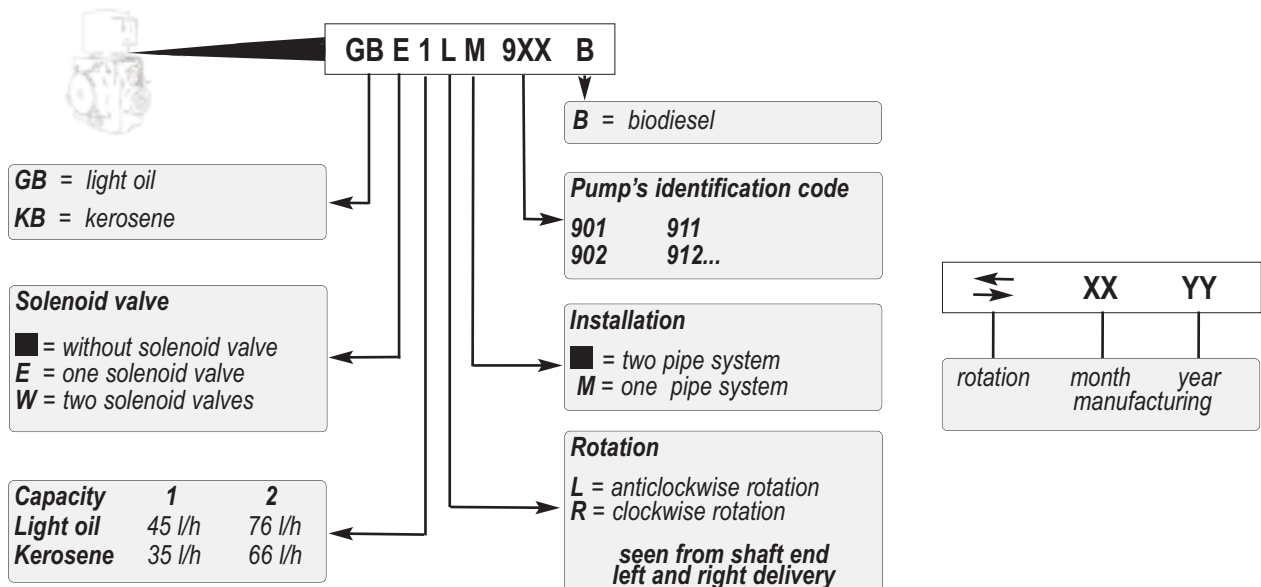 GB E 1 L M 9XX B
B = biodiesel
GB = light oil
KB = kerosene
Pump's identification code
901 911
902 912...
Solenoid valve
■ = without solenoid valve
E = one solenoid valve
W = two solenoid valves
Installation
■ = two pipe system
M = one pipe system
XX YY
rotation month year
manufacturing
Capacity 1 2
Light oil 45 l/h 76 l/h
Kerosene 35 l/h 66 l/h
Rotation
L = anticlockwise rotation
R = clockwise rotation
seen from shaft end
left and right delivery